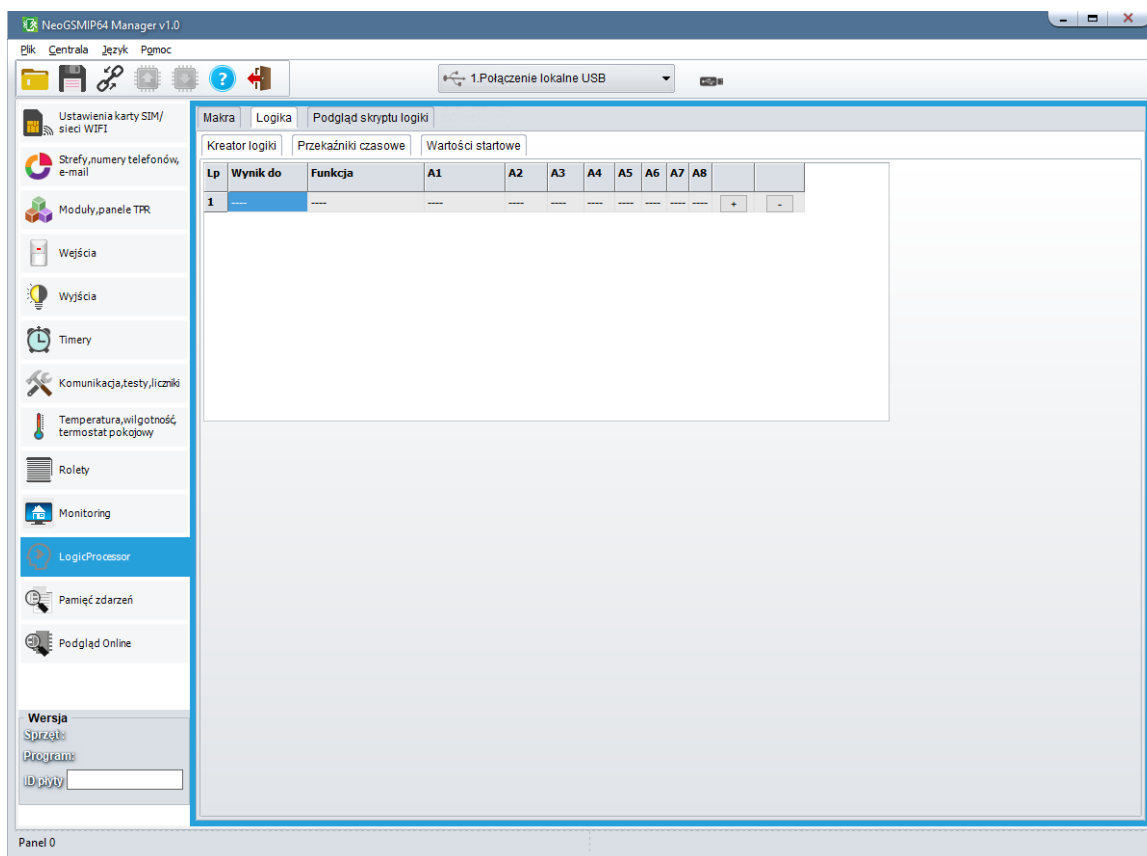 NeoGSMIP64 Manager v1.0
Plik Centrala Język Pomoc
1.Połączenie lokalne USB
Ustawienia karty SIM/
sieci WIFI
Strefy,numery telefonów,
e-mail
Moduły,panele TPR
Wejścia
Wyjścia
Timery
Komunikacja,testy,liczniki
Temperatura,wilgotność,
termostat pokojowy
Rolety
Monitoring
LogicProcessor
Pamięć zdarzeń
Podgląd Online
Wersja
Sprzęt:
Program:
ID płyty
Makra Logika Podgląd skryptu logiki
Kreator logiki Przekaźniki czasowe Wartości startowe
Lp Wynik do Funkcja A1 A2 A3 A4 A5 A6 A7 A8
1 ---- ---- ---- ---- ---- ---- ---- ---- ---- ---- + -
Panel 0